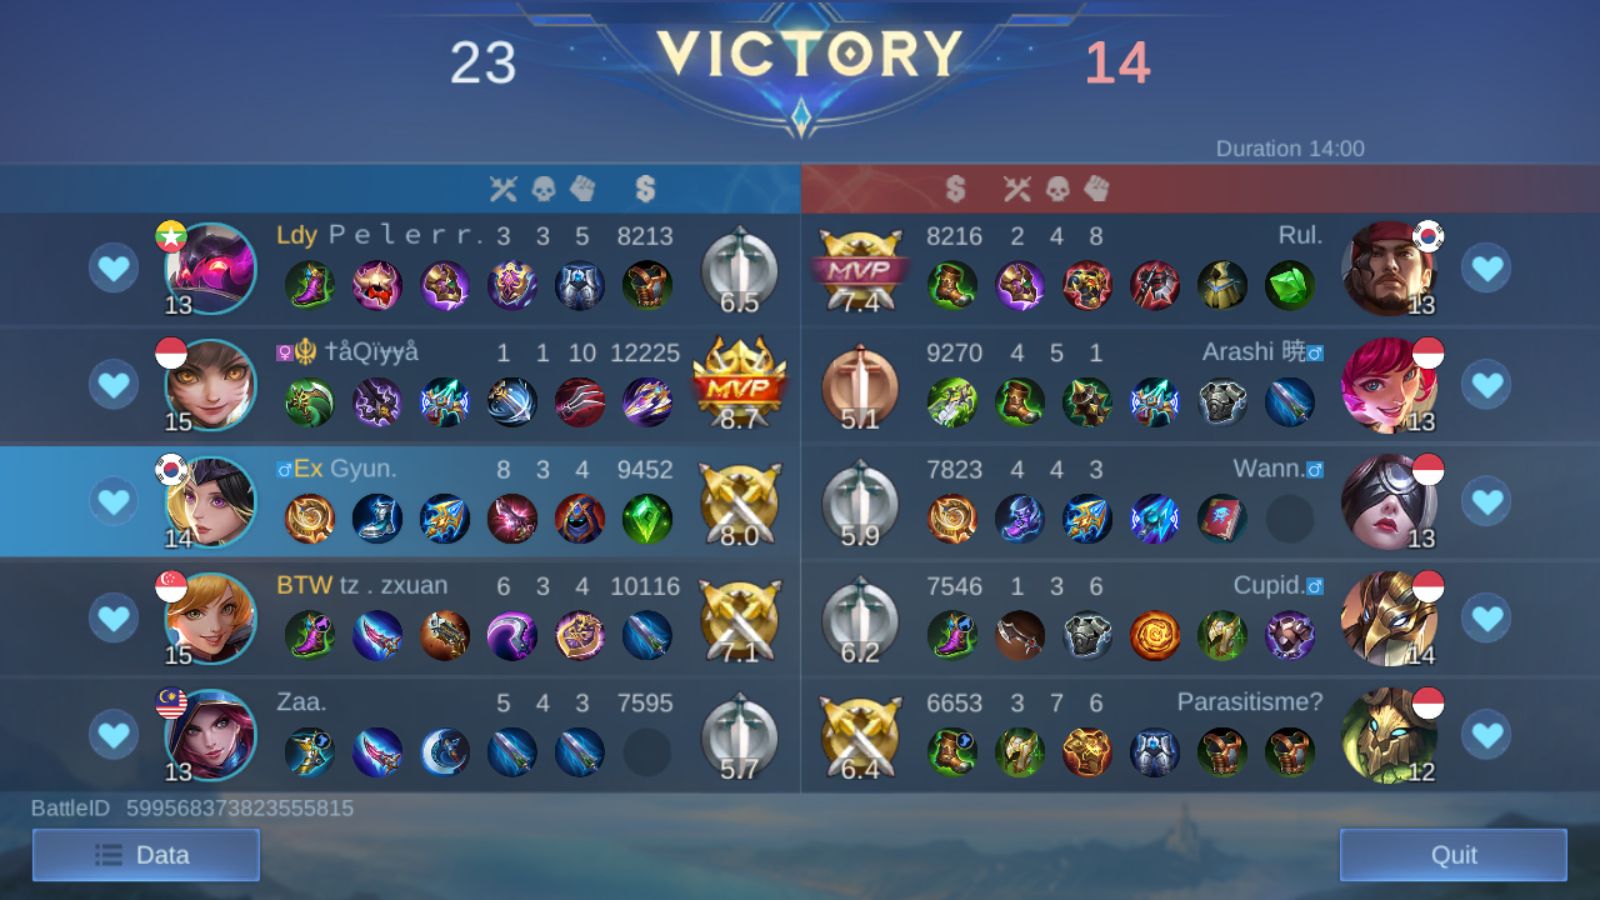 23 VICTORY 14
Duration 14:00
Ldy P e l e r r . 3 3 5 8213
13 6.5
MVP 8216 2 4 8 Rul.
7.4 13
†åQïyyå 1 1 10 12225 MVP
15 8.7
9270 4 5 1 Arashi 暁
5.1 13
Ex Gyun. 8 3 4 9452
14 8.0
7823 4 4 3 Wann.
5.9 13
BTW tz . zxuan 6 3 4 10116
15 7.1
7546 1 3 6 Cupid.
6.2 14
Zaa. 5 4 3 7595
13 5.7
6653 3 7 6 Parasitisme?
6.4 12
BattleID 599568373823555815
Data Quit